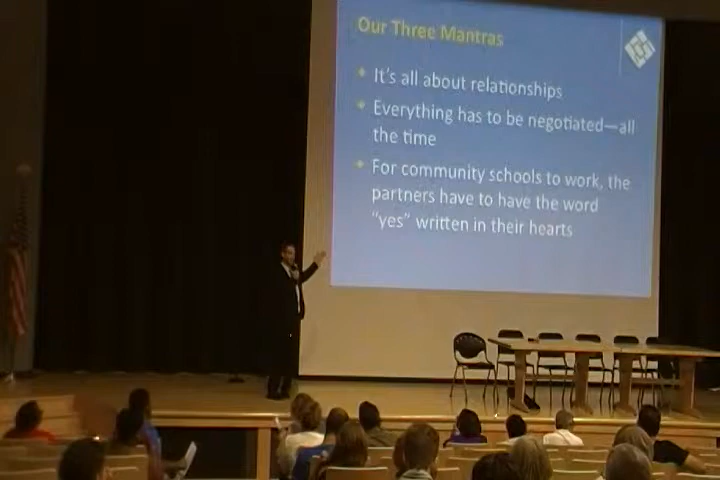 Our Three Mantras
It's all about relationships
Everything has to be negotiated—all
the time
For community schools to work, the
partners have to have the word
"yes" written in their hearts